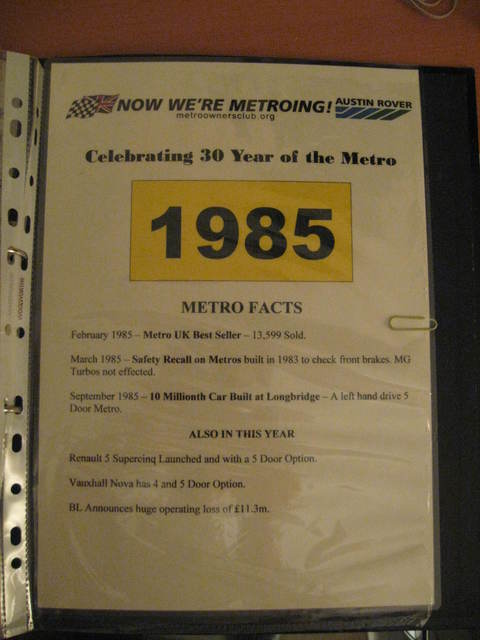 NOW WE'RE METROING! AUSTIN ROVER
metroownersclub.org
Celebrating 30 Year of the Metro
1985
METRO FACTS
February 1985 – Metro UK Best Seller – 13,599 Sold.
March 1985 – Safety Recall on Metros built in 1983 to check front brakes. MG
Turbos not effected.
September 1985 – 10 Millionth Car Built at Longbridge – A left hand drive 5
Door Metro.
ALSO IN THIS YEAR
Renault 5 Supercinq Launched and with a 5 Door Option.
Vauxhall Nova has 4 and 5 Door Option.
BL Announces huge operating loss of £11.3m.